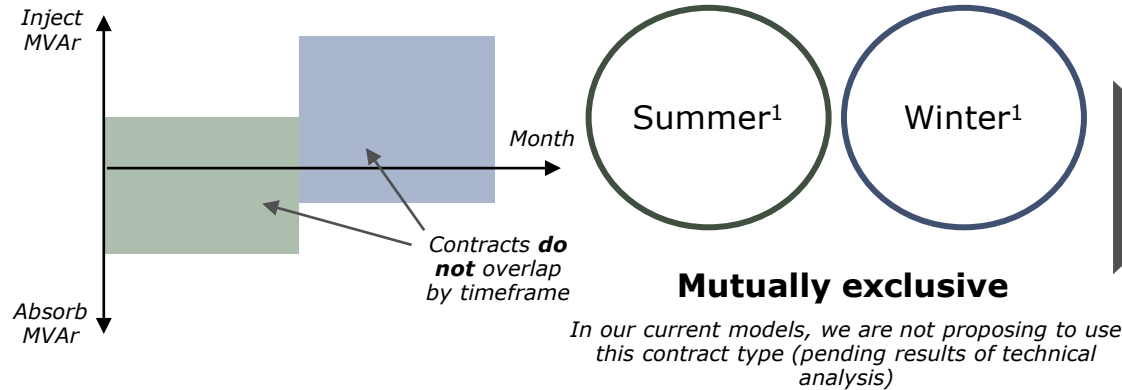 Inject
MVAr
Month
Absorb
MVAr
Contracts do
not overlap
by timeframe
Summer¹
Winter¹
Mutually exclusive
In our current models, we are not proposing to use
this contract type (pending results of technical
analysis)